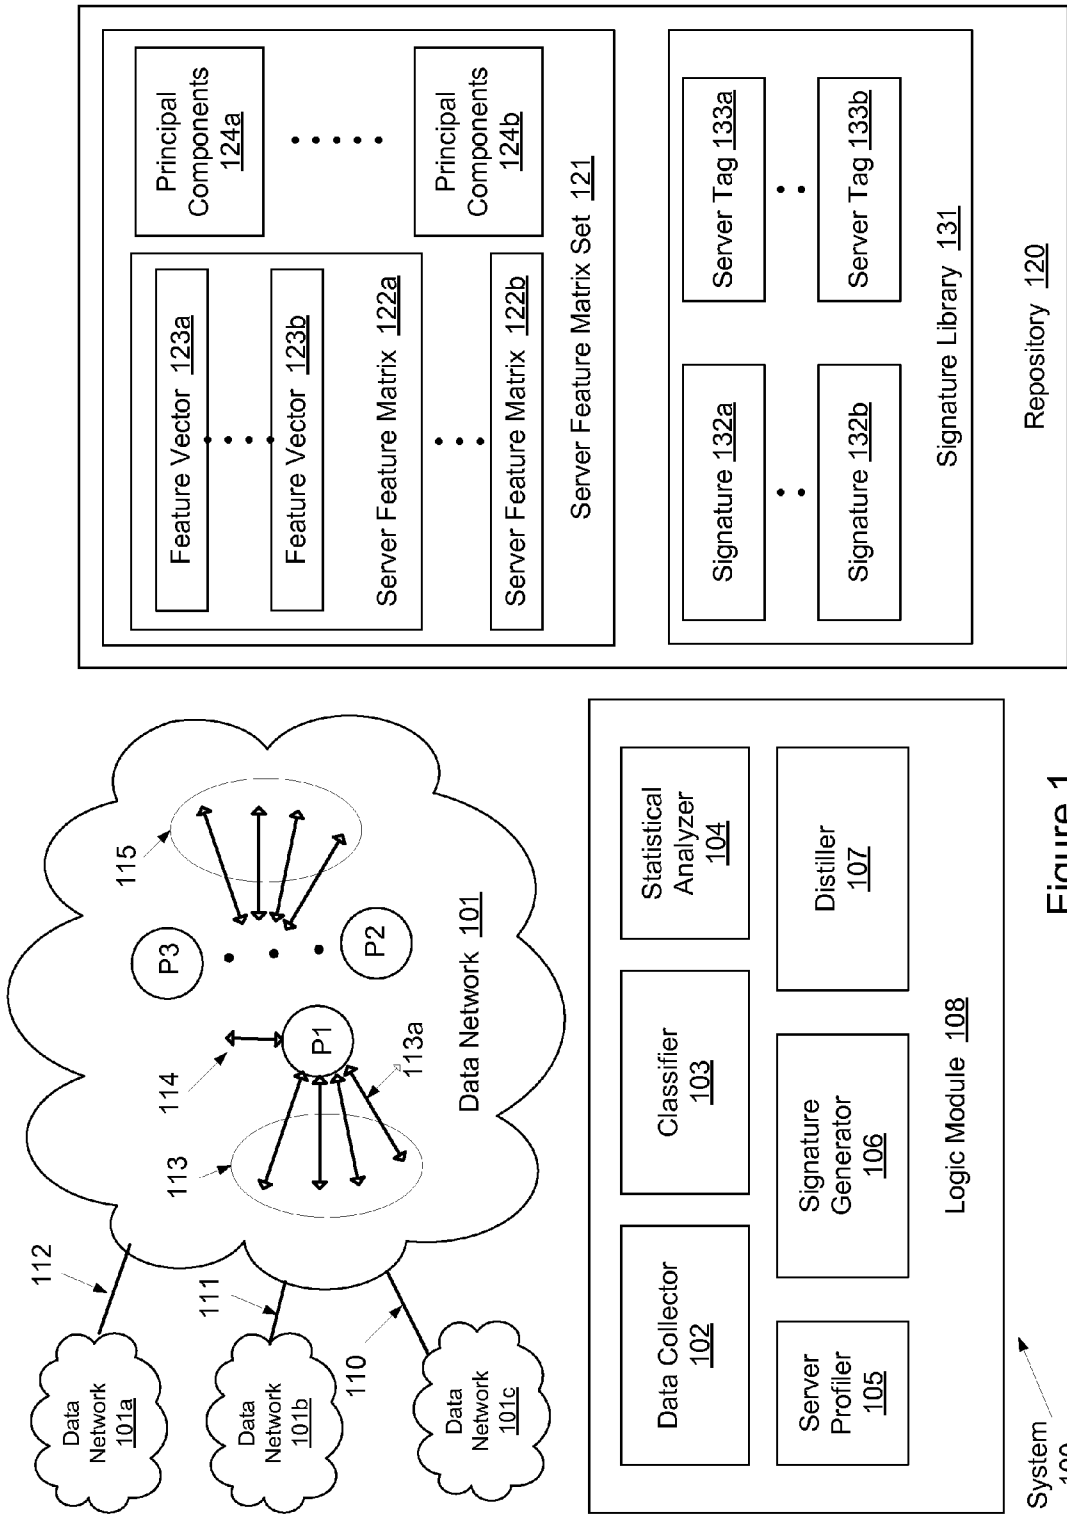 Data
Network
101a
112
Data
Network
101b
111
Data
Network
101c
110
113
114
P1
113a
P3
P2
115
Data Network 101
Server Feature Matrix Set 121
Server Feature Matrix 122a
Feature Vector 123a
Feature Vector 123b
Server Feature Matrix 122b
Principal
Components
124a
Principal
Components
124b
Signature Library 131
Signature 132a
Signature 132b
Server Tag 133a
Server Tag 133b
Repository 120
Data Collector
102
Classifier
103
Statistical
Analyzer
104
Server
Profiler
105
Signature
Generator
106
Distiller
107
Logic Module 108
System
Figure 1